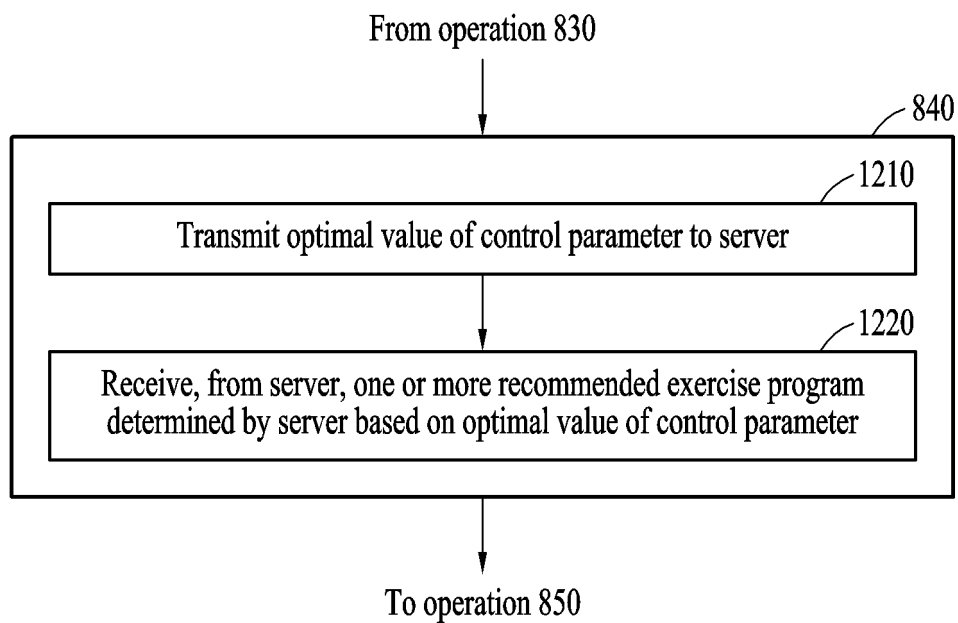 From operation 830
840
1210
Transmit optimal value of control parameter to server
1220
Receive, from server, one or more recommended exercise program
determined by server based on optimal value of control parameter
To operation 850